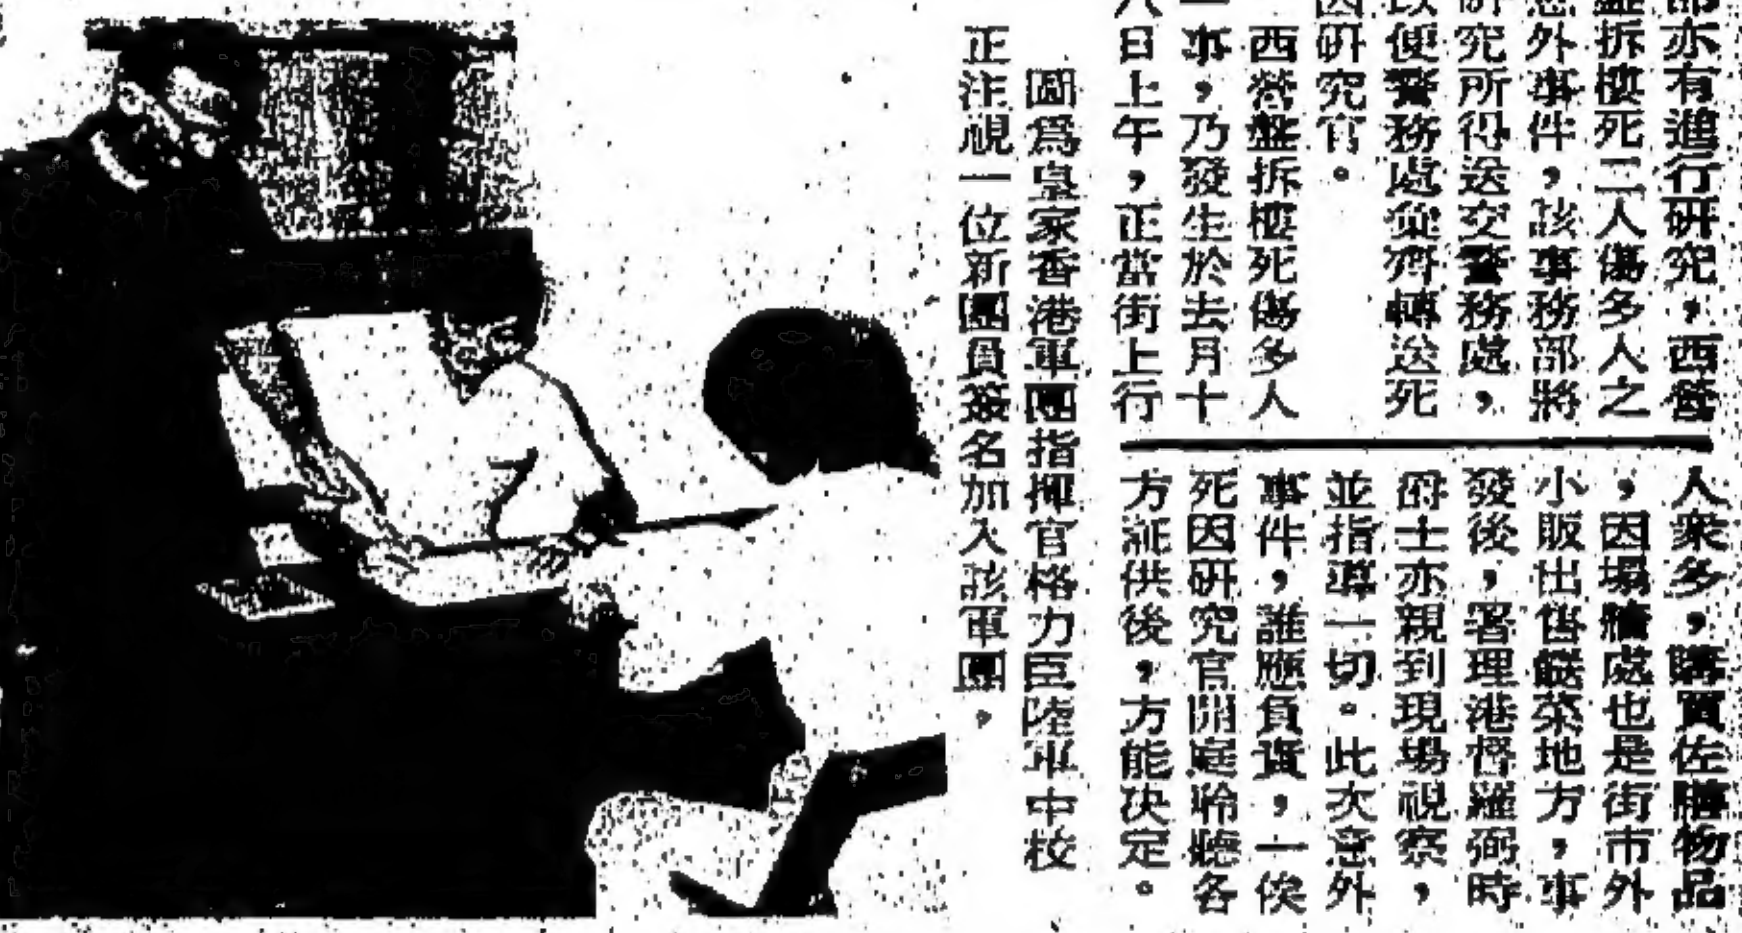 部亦有進行研究，西營
盤拆樓死二人傷多人之
意外事件，該事務部將
研究所得送交警務處，
以便警務處彙齊轉送死
因研究官。
西營盤拆樓死傷多人
一事，乃發生於去月十
八日上午，正當街上行
人衆多，購買佐膳物品
，因場牆處也是街市外
小販出售餸菜地方，事
發後，署理港督羅弼時
爵士亦親到現場視察，
並指導一切。此次意外
事件，誰應負責，一俟
死因研究官開庭聆聽各
方証供後，方能决定。
圖爲皇家香港軍團指揮官格力臣陸軍中校
正注視一位新團員簽名加入該軍團，